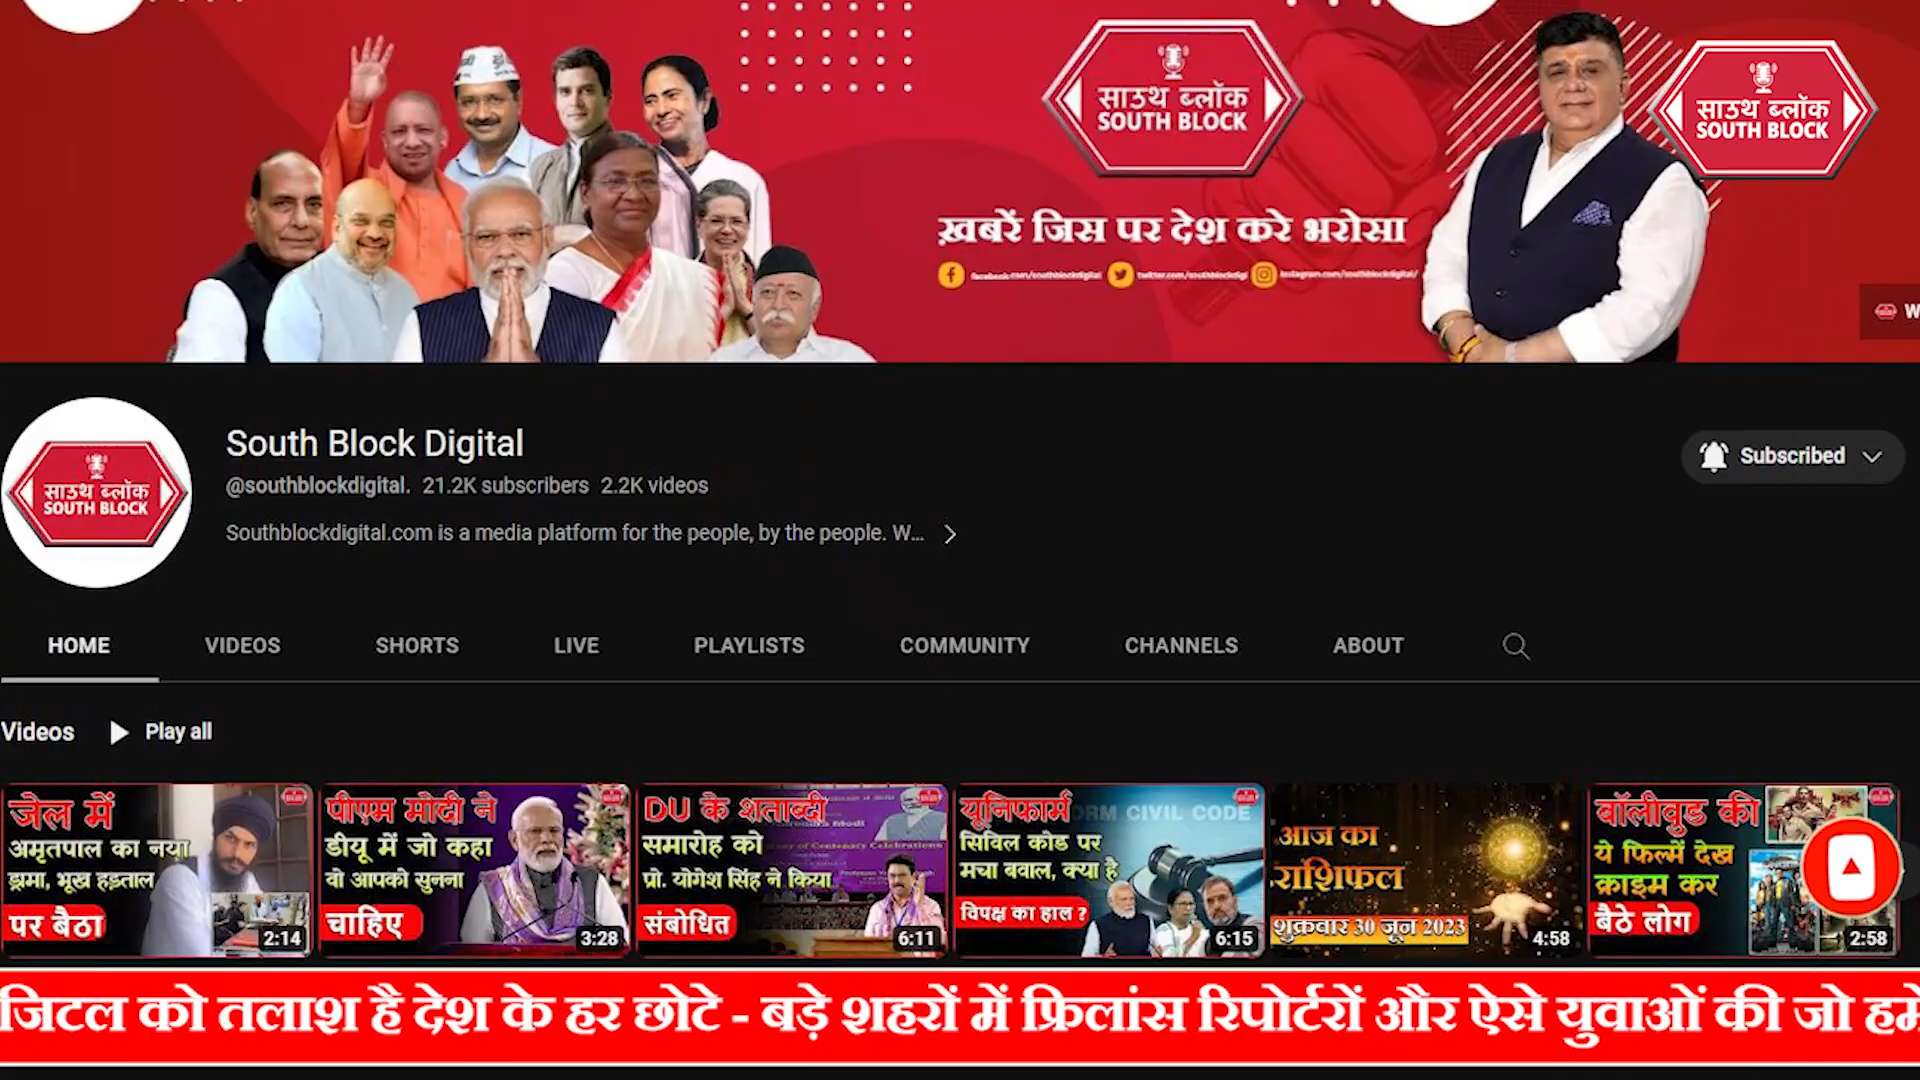 साउथ ब्लॉक
SOUTH BLOCK
साउथ ब्लॉक
SOUTH BLOCK
ख़बरें जिस पर देश करे भरोसा
facebook.com/southblockdigital
twitter.com/southblockdigi
instagram.com/southblockdigital/
W
साउथ ब्लॉक
SOUTH BLOCK
South Block Digital
@southblockdigital. 21.2K subscribers 2.2K videos
Southblockdigital.com is a media platform for the people, by the people. W...
Subscribed
HOME VIDEOS SHORTS LIVE PLAYLISTS COMMUNITY CHANNELS ABOUT
Videos Play all
जेल में
अमृतपाल का नया
ड्रामा, भूख हड़ताल
पर बैठा
2:14
पीएम मोदी ने
डीयू में जो कहा
वो आपको सुनना
चाहिए
3:28
DU के शताब्दी
समारोह को
प्रो. योगेश सिंह ने किया
संबोधित
6:11
यूनिफार्म
ORM CIVIL CODE
सिविल कोड पर
मचा बवाल, क्या है
विपक्ष का हाल ?
6:15
आज का
राशिफल
शुक्रवार 30 जून 2023
4:58
बॉलीवुड की
ये फिल्में देख
क्राइम कर
बैठे लोग
2:58
जिटल को तलाश है देश के हर छोटे - बड़े शहरों में फ्रिलांस रिपोर्टरों और ऐसे युवाओं की जो हमे